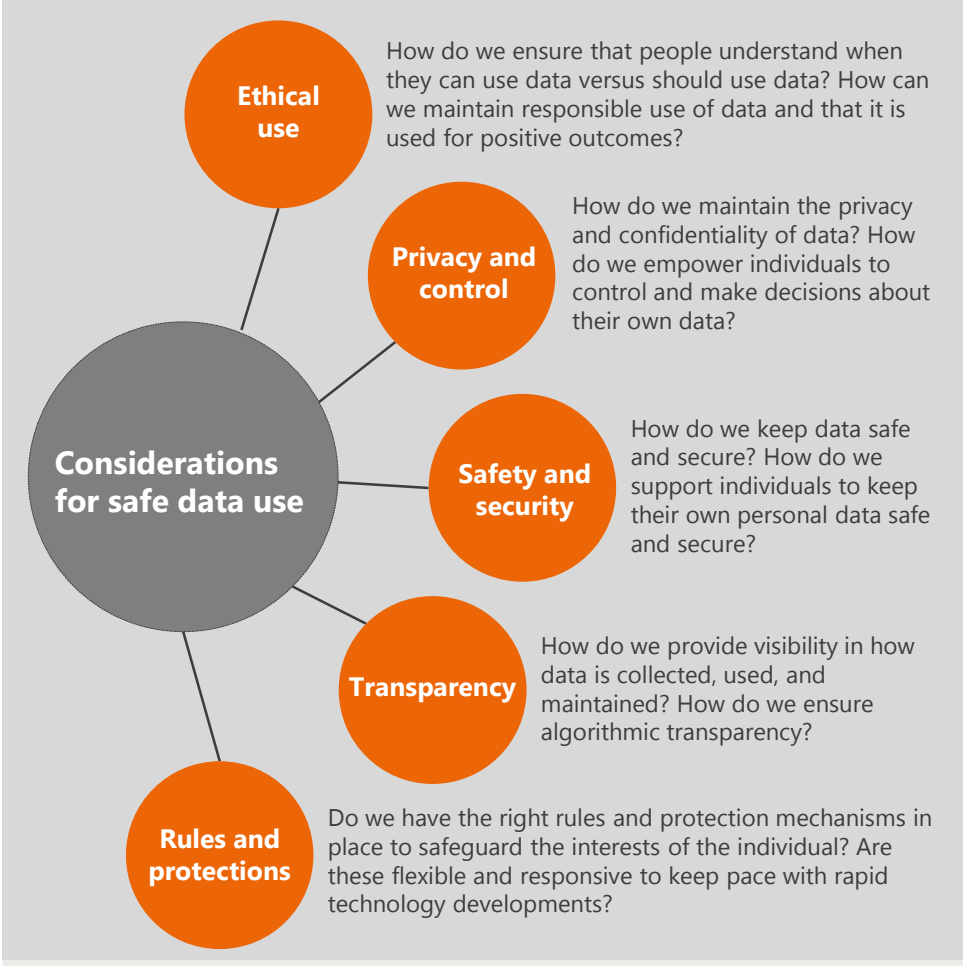 Ethical
use
How do we ensure that people understand when
they can use data versus should use data? How can
we maintain responsible use of data and that it is
used for positive outcomes?
Privacy and
control
How do we maintain the privacy
and confidentiality of data? How
do we empower individuals to
control and make decisions about
their own data?
Considerations
for safe data use
Safety and
security
How do we keep data safe
and secure? How do we
support individuals to keep
their own personal data safe
and secure?
Transparency
How do we provide visibility in how
data is collected, used, and
maintained? How do we ensure
algorithmic transparency?
Rules and
protections
Do we have the right rules and protection mechanisms in
place to safeguard the interests of the individual? Are
these flexible and responsive to keep pace with rapid
technology developments?